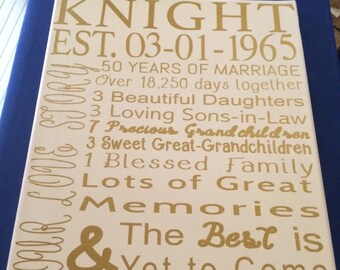 KNIGHT
EST. 03-01-1965
OUR LOVE STORY
50 YEARS OF MARRIAGE
Over 18,250 days together
3 Beautiful Daughters
3 Loving Sons-in-Law
7 Precious Grandchildren
3 Sweet Great-Grandchildren
1 Blessed Family
Lots of Great
Memories
& The Best is
Yet to Come